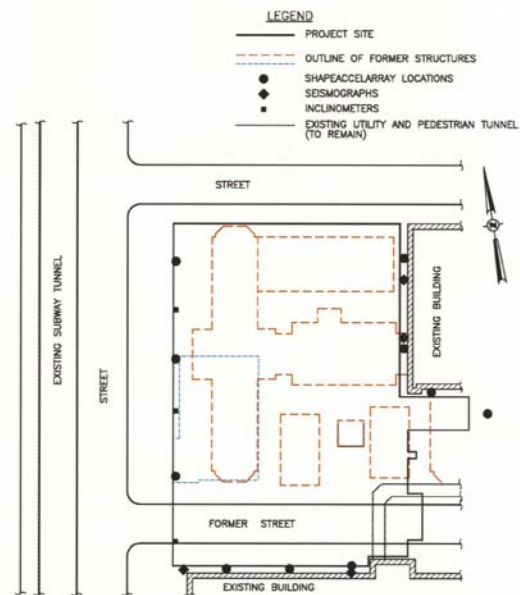 LEGEND
PROJECT SITE
OUTLINE OF FORMER STRUCTURES
SHAPEACCELARRAY LOCATIONS
SEISMOGRAPHS
INCLINOMETERS
EXISTING UTILITY AND PEDESTRIAN TUNNEL
(TO REMAIN)
STREET
N
EXISTING SUBWAY TUNNEL
STREET
EXISTING BUILDING
FORMER STREET
EXISTING BUILDING